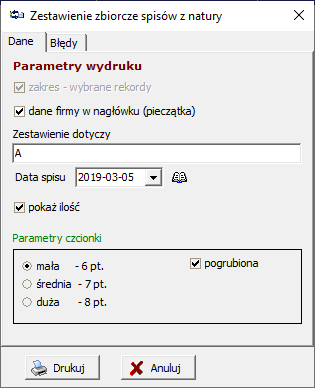 Zestawienie zbiorcze spisów z natury
Dane Błędy
Parametry wydruku
zakres - wybrane rekordy
dane firmy w nagłówku (pieczątka)
Zestawienie dotyczy
A
Data spisu 2019-03-05
pokaż ilość
Parametry czcionki
mała - 6 pt. pogrubiona
średnia - 7 pt.
duża - 8 pt.
Drukuj Anuluj